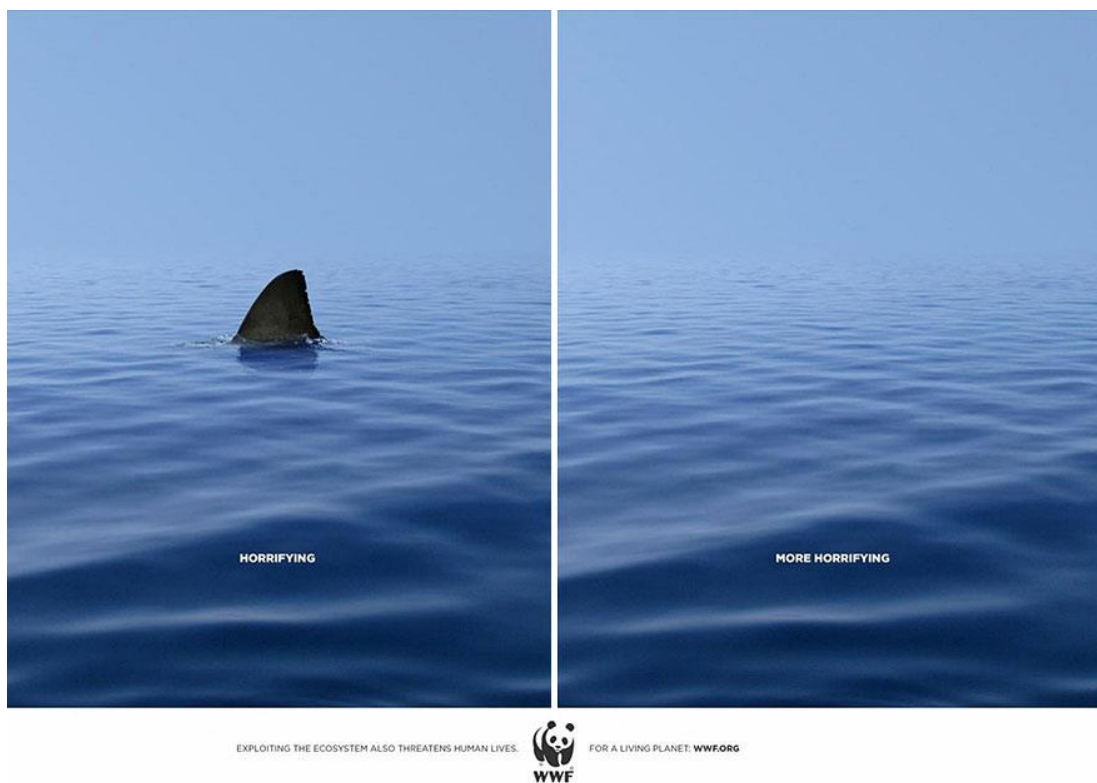 HORRIFYING
MORE HORRIFYING
EXPLOITING THE ECOSYSTEM ALSO THREATENS HUMAN LIVES.
WWF
FOR A LIVING PLANET: WWF.ORG